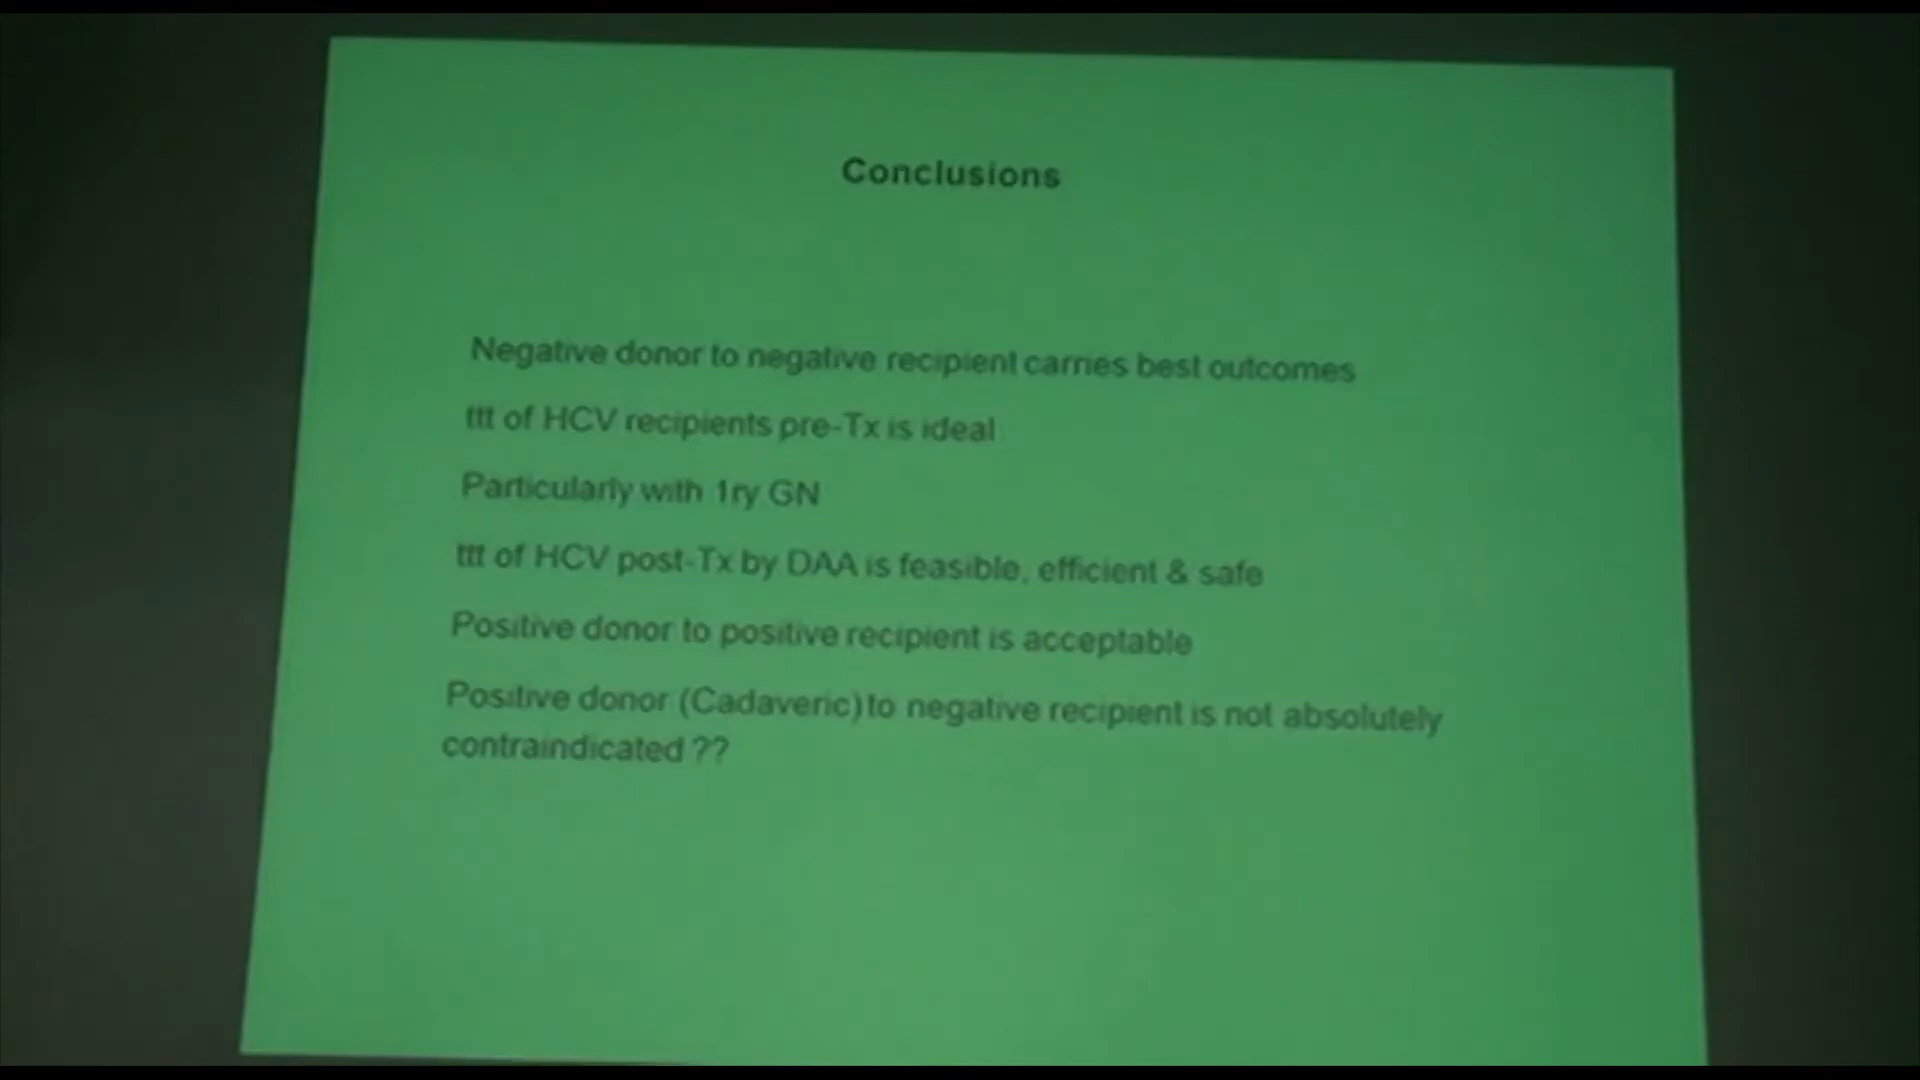 Conclusions
Negative donor to negative recipient carries best outcomes
ttt of HCV recipients pre-Tx is ideal
Particularly with 1ry GN
ttt of HCV post-Tx by DAA is feasible, efficient & safe
Positive donor to positive recipient is acceptable
Positive donor (Cadaveric) to negative recipient is not absolutely
contraindicated ??